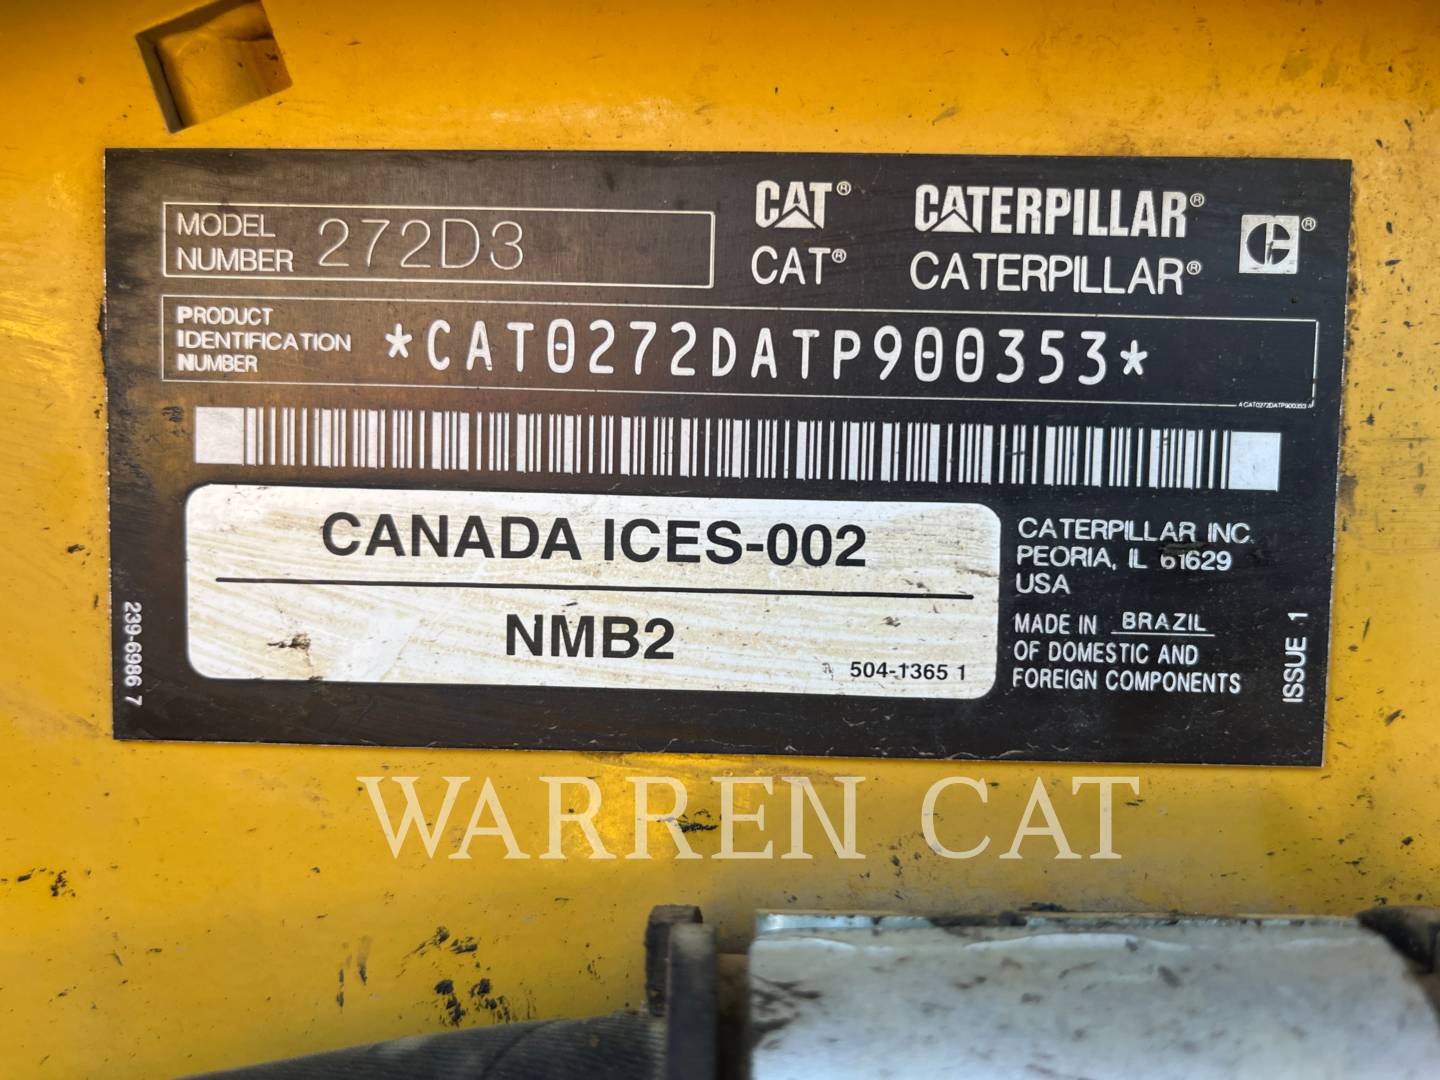 MODEL
NUMBER 272D3
CAT® CATERPILLAR® C®
CAT® CATERPILLAR®
PRODUCT
IDENTIFICATION
NUMBER
*CAT0272DATP900353*
*CAT0272DATP900353*
CANADA ICES-002
NMB2
504-1365 1
CATERPILLAR INC.
PEORIA, IL 61629
USA
MADE IN BRAZIL
OF DOMESTIC AND
FOREIGN COMPONENTS
239-6986 7
ISSUE 1
WARREN CAT